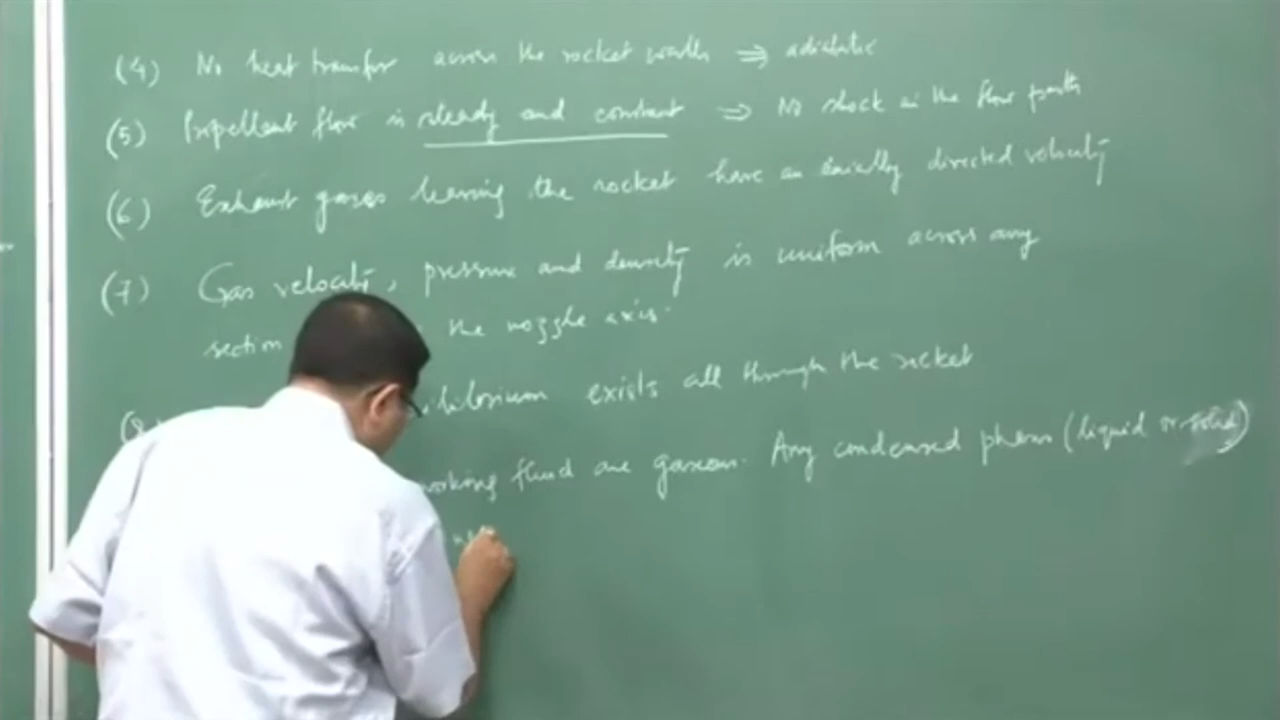 (4) No heat transfer across the rocket walls ⇒ adiabatic
(5) Propellent flow is steady and constant ⇒ No shock in the flow path
(6) Exhaust gases leaving the rocket have an axially directed velocity
(7) Gas velocity, pressure and density is uniform across any
section the nozzle axis.
(8 exists all through the rocket
working fluid are gaseous. Any condensed phases (liquid or solid)